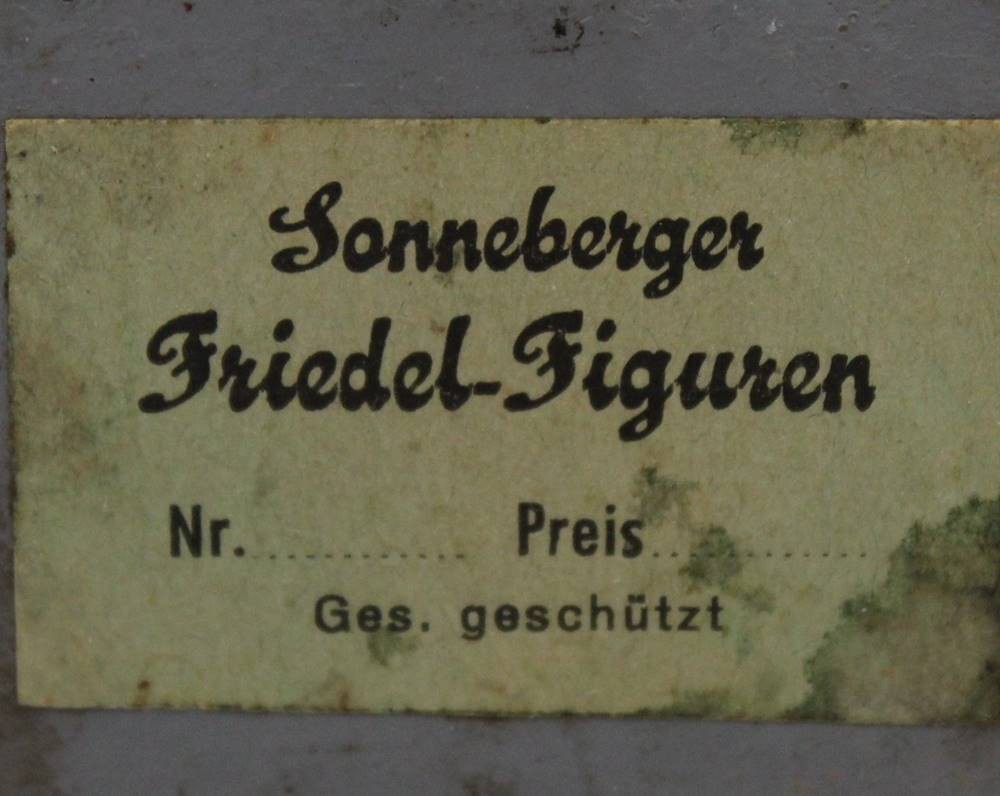 Sonneberger
Friedel-Figuren
Nr. ............ Preis ............
Ges. geschützt